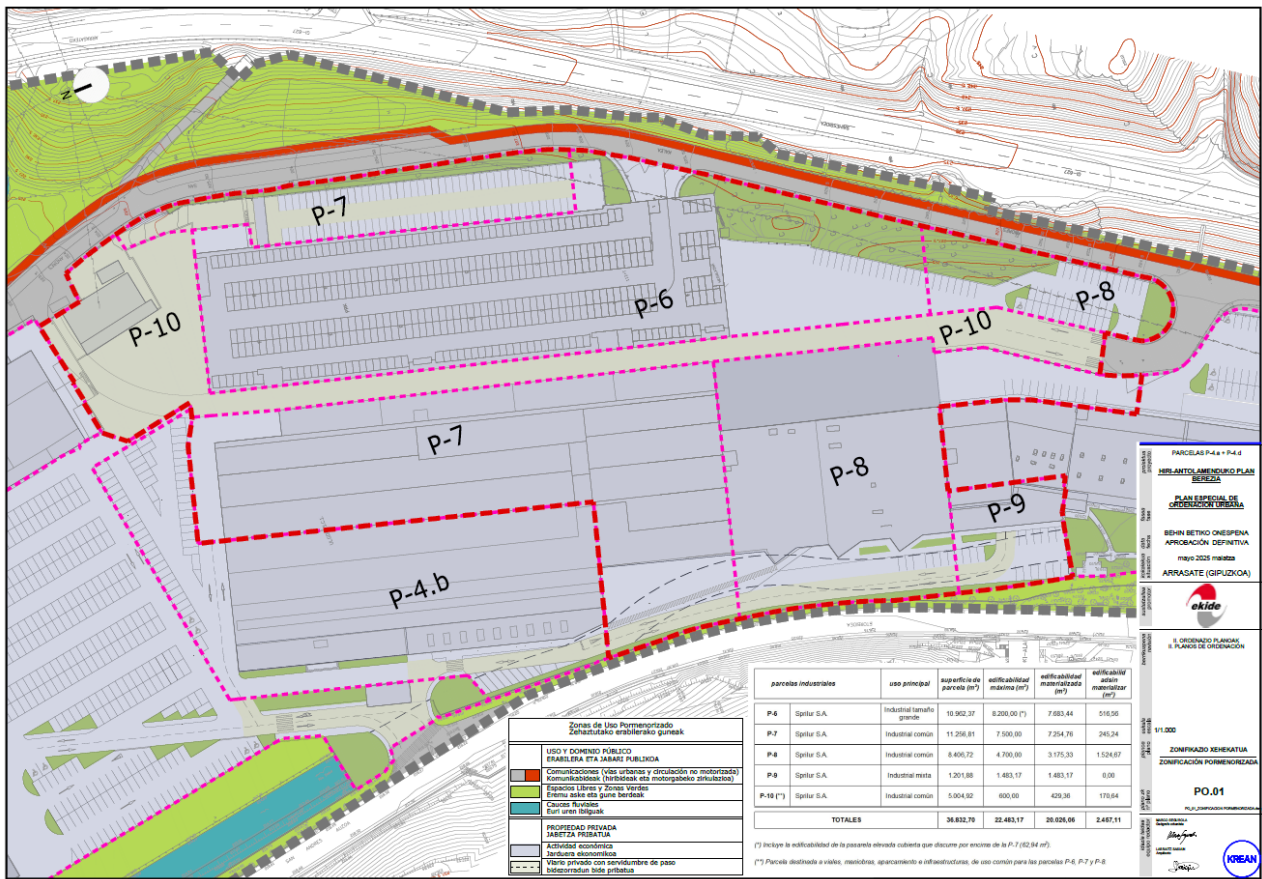 N
P-7
P-6
P-8
P-10
P-10
P-7
P-8
P-9
P-4.b
PARCELAS P-4.a + P-4.d
HIRI-ANTOLAMENDUKO PLAN
BEREZIA
PLAN ESPECIAL DE
ORDENACIÓN URBANA
BEHIN BETIKO ONESPENA
APROBACIÓN DEFINITIVA
mayo 2025 maiatza
ARRASATE (GIPUZKOA)
ekide
II. ORDENAZIO PLANOAK
II. PLANOS DE ORDENACIÓN
1/1.000
ZONIFIKAZIO XEHEKATUA
ZONIFICACIÓN PORMENORIZADA
PO.01
KREAN
Zonas de Uso Pormenorizado
Zehaztutako erabilerako guneak
USO Y DOMINIO PÚBLICO
ERABILERA ETA JABARI PUBLIKOA
Comunicaciones (vías urbanas y circulación no motorizada)
Komunikabideak (hiribideak eta motorgabeko zirkulazioa)
Espacios Libres y Zonas Verdes
Eremu aske eta gune berdeak
Cauces fluviales
Euri uren ibilguak
PROPIEDAD PRIVADA
JABETZA PRIBATUA
Actividad económica
Jarduera ekonomikoa
Viario privado con servidumbre de paso
bidezorradun bide pribatua
parcelas industriales uso principal superficie de parcela (m²) edificabilidad máxima (m²) edificabilidad materializada (m²) edificabilid adsin materializar (m²)
P-6 Sprilur S.A. Industrial tamaño grande 10.962,37 8.200,00 (*) 7.683,44 516,56
P-7 Sprilur S.A. Industrial común 11.256,81 7.500,00 7.254,76 245,24
P-8 Sprilur S.A. Industrial común 8.406,72 4.700,00 3.175,33 1.524,67
P-9 Sprilur S.A. Industrial mixta 1.201,88 1.483,17 1.483,17 0,00
P-10 (**) Sprilur S.A. Industrial común 5.004,92 600,00 429,36 170,64
TOTALES 36.832,70 22.483,17 20.026,06 2.457,11
(*) Incluye la edificabilidad de la pasarela elevada cubierta que discurre por encima de la P-7 (62,94 m²).
(**) Parcela destinada a viales, maniobras, aparcamiento e infraestructuras, de uso común para las parcelas P-6, P-7 y P-8